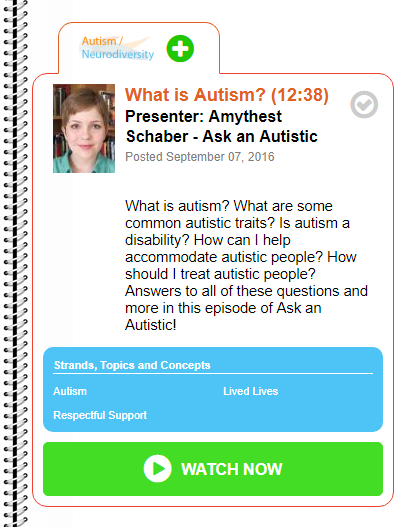 Autism /
Neurodiversity
What is Autism? (12:38)
Presenter: Amythest
Schaber - Ask an Autistic
Posted September 07, 2016
What is autism? What are some
common autistic traits? Is autism a
disability? How can I help
accommodate autistic people? How
should I treat autistic people?
Answers to all of these questions and
more in this episode of Ask an
Autistic!
Strands, Topics and Concepts
Autism Lived Lives
Respectful Support
WATCH NOW